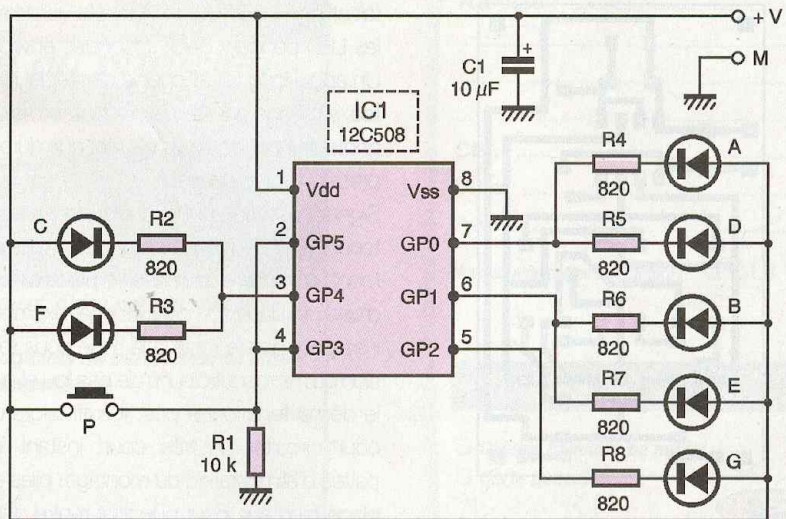 + V
M
C1
+
10 µF
IC1
12C508
1
Vdd
Vss
8
2
GP5
GP0
7
3
GP4
GP1
6
4
GP3
GP2
5
C
R2
820
F
R3
820
P
R1
10 k
R4
820
A
R5
820
D
R6
820
B
R7
820
E
R8
820
G